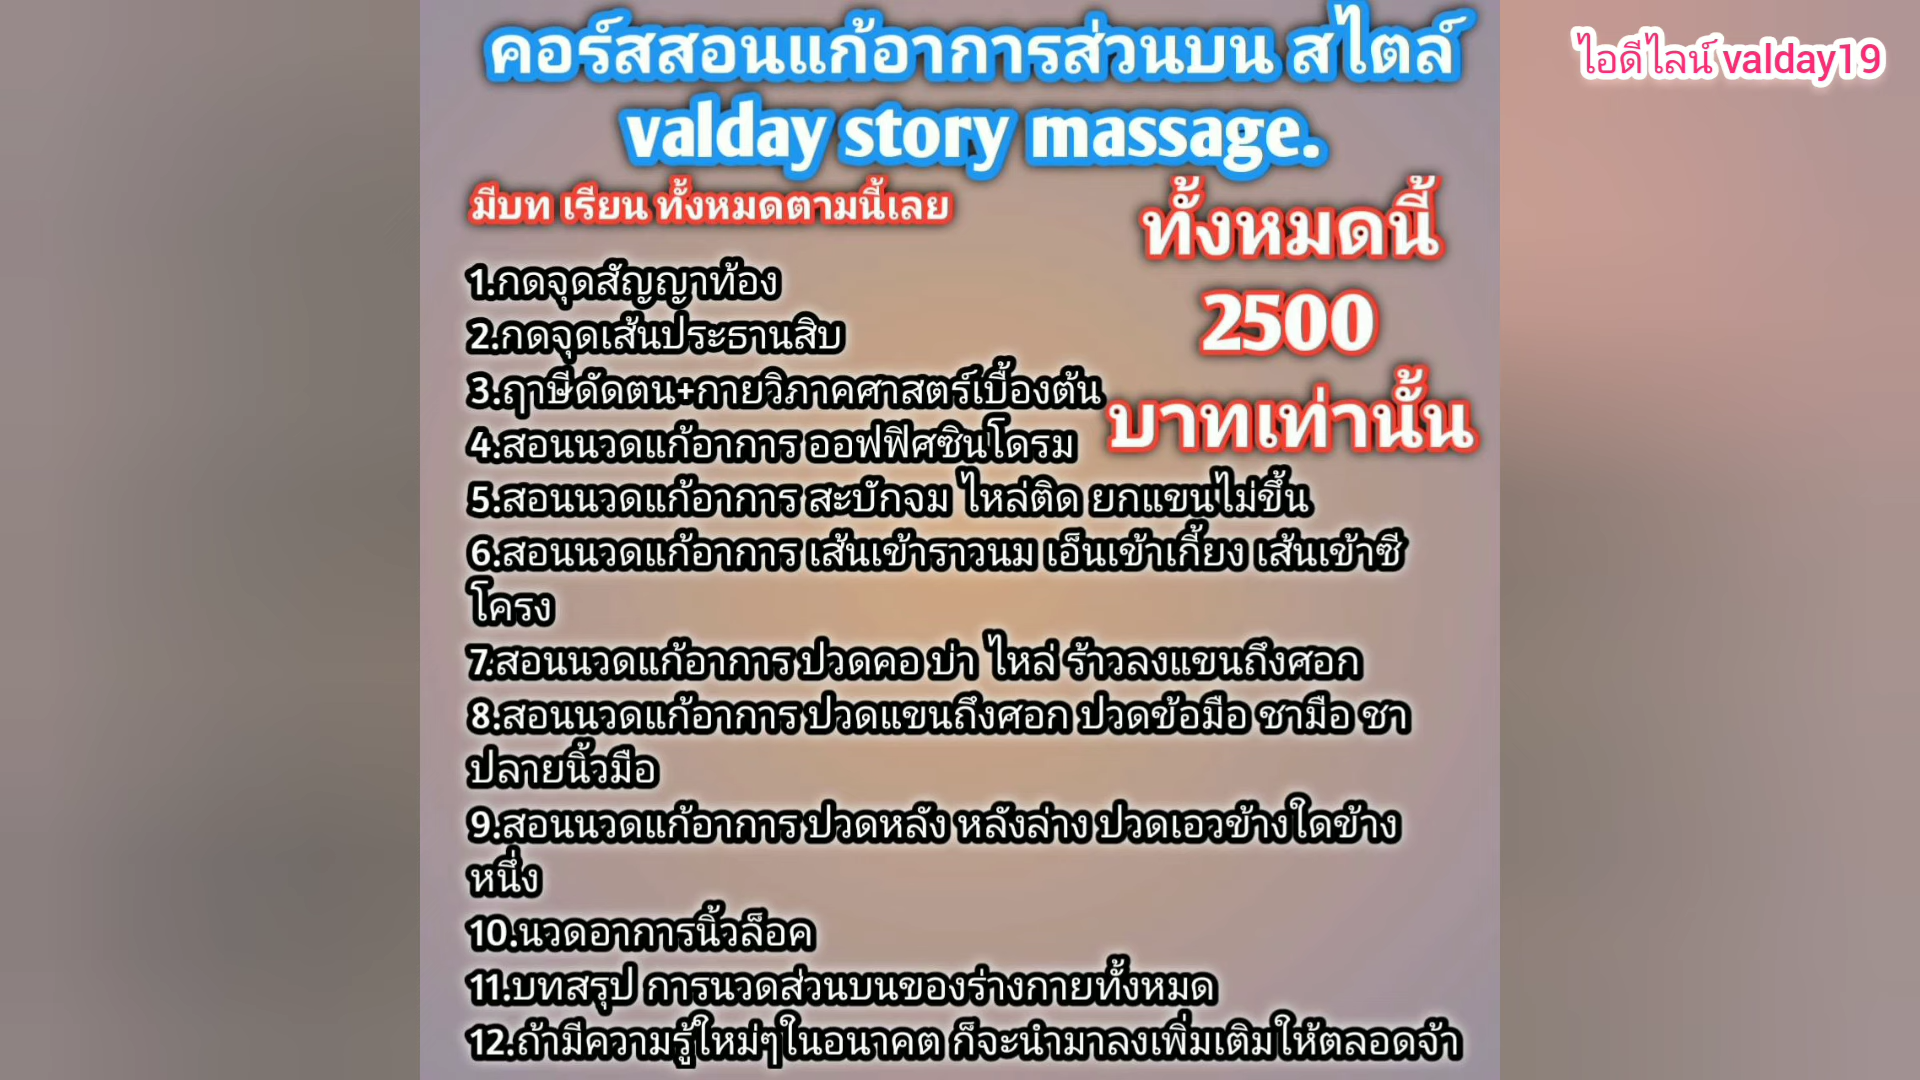 คอร์สสอนแก้อาการส่วนบน สไตล์
valday story massage.
ไอดีไลน์ valday19
มีบท เรียน ทั้งหมดตามนี้เลย
ทั้งหมดนี้
2500
บาทเท่านั้น
1.กดจุดสัญญาท้อง
2.กดจุดเส้นประธานสิบ
3.ฤาษีดัดตน+กายวิภาคศาสตร์เบื้องต้น
4.สอนนวดแก้อาการ ออฟฟิศซินโดรม
5.สอนนวดแก้อาการ สะบักจม ไหล่ติด ยกแขนไม่ขึ้น
6.สอนนวดแก้อาการ เส้นเข้าราวนม เอ็นเข้าเกี้ยง เส้นเข้าซี
โครง
7.สอนนวดแก้อาการ ปวดคอ บ่า ไหล่ ร้าวลงแขนถึงศอก
8.สอนนวดแก้อาการ ปวดแขนถึงศอก ปวดข้อมือ ชามือ ชา
ปลายนิ้วมือ
9.สอนนวดแก้อาการ ปวดหลัง หลังล่าง ปวดเอวข้างใดข้าง
หนึ่ง
10.นวดอาการนิ้วล็อค
11.บทสรุป การนวดส่วนบนของร่างกายทั้งหมด
12.ถ้ามีความรู้ใหม่ๆในอนาคต ก็จะนำมาลงเพิ่มเติมให้ตลอดจ้า